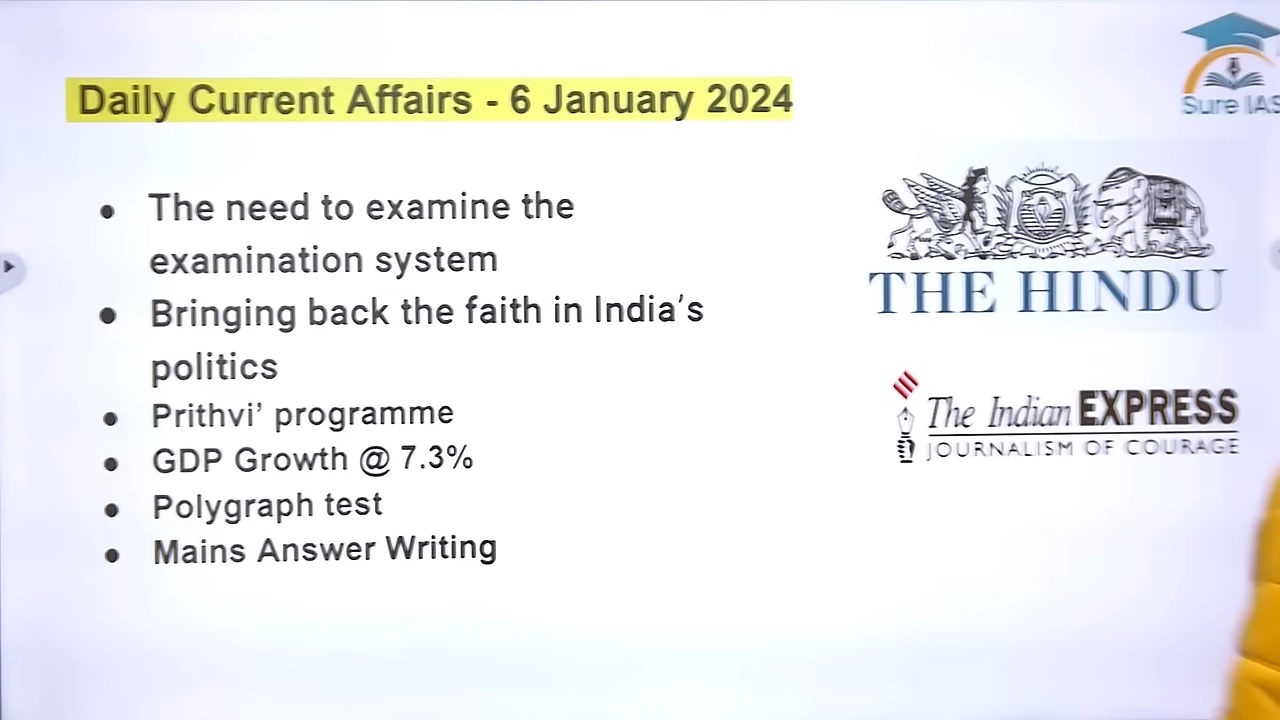 Daily Current Affairs - 6 January 2024
Sure IAS
• The need to examine the
examination system
• Bringing back the faith in India's
politics
• Prithvi’ programme
• GDP Growth @ 7.3%
• Polygraph test
• Mains Answer Writing
THE HINDU
The Indian EXPRESS
JOURNALISM OF COURAGE